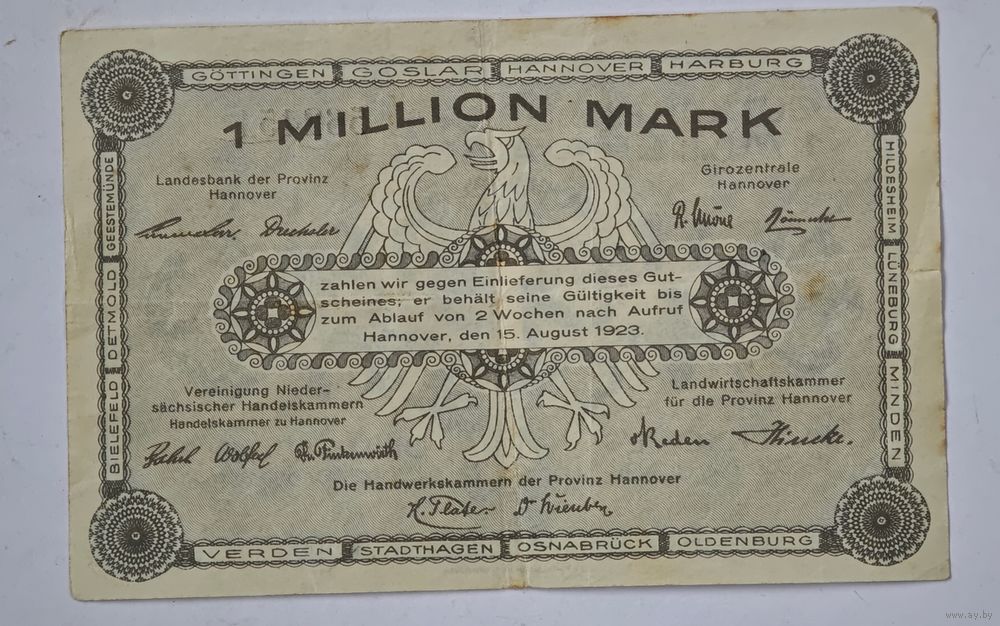 GÖTTINGEN GOSLAR HANNOVER HARBURG
1 MILLION MARK
Landesbank der Provinz
Hannover
Girozentrale
Hannover
Drechsler
zahlen wir gegen Einlieferung dieses Gut-
scheines; er behält seine Gültigkeit bis
zum Ablauf von 2 Wochen nach Aufruf
Hannover, den 15. August 1923.
Vereinigung Nieder-
sächsischer Handelskammern
Handelskammer zu Hannover
Landwirtschaftskammer
für die Provinz Hannover
vReden
Die Handwerkskammern der Provinz Hannover
H. Plate
BIELEFELD DETMOLD GEESTEMÜNDE
HILDESHEIM LÜNEBURG MINDEN
VERDEN STADTHAGEN OSNABRÜCK OLDENBURG
www.ay.by